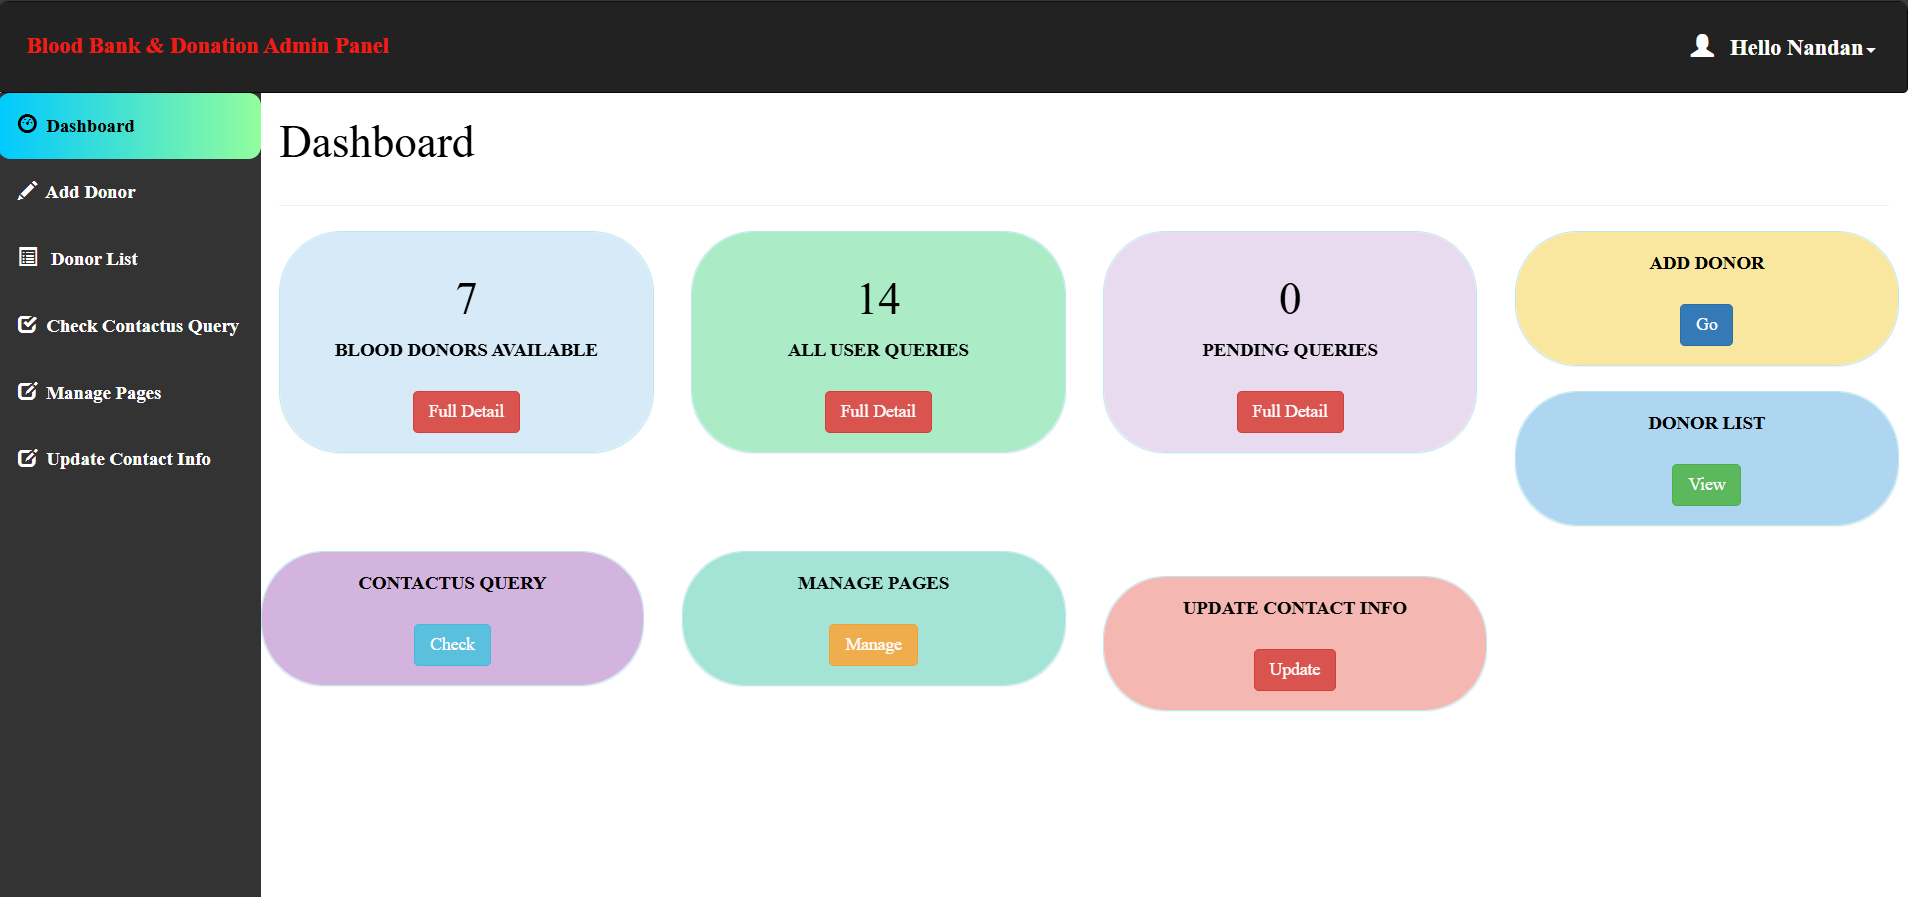 Blood Bank & Donation Admin Panel
Hello Nandan
Dashboard
Add Donor
Donor List
Check Contactus Query
Manage Pages
Update Contact Info
Dashboard
7
BLOOD DONORS AVAILABLE
Full Detail
14
ALL USER QUERIES
Full Detail
0
PENDING QUERIES
Full Detail
ADD DONOR
Go
DONOR LIST
View
CONTACTUS QUERY
Check
MANAGE PAGES
Manage
UPDATE CONTACT INFO
Update